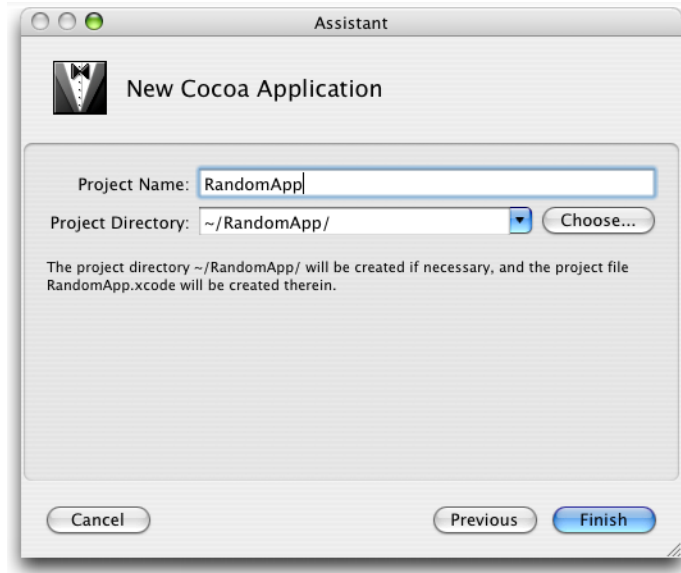 Assistant
New Cocoa Application
Project Name: RandomApp
Project Directory: ~/RandomApp/ Choose...
The project directory ~/RandomApp/ will be created if necessary, and the project file
RandomApp.xcode will be created therein.
Cancel Previous Finish